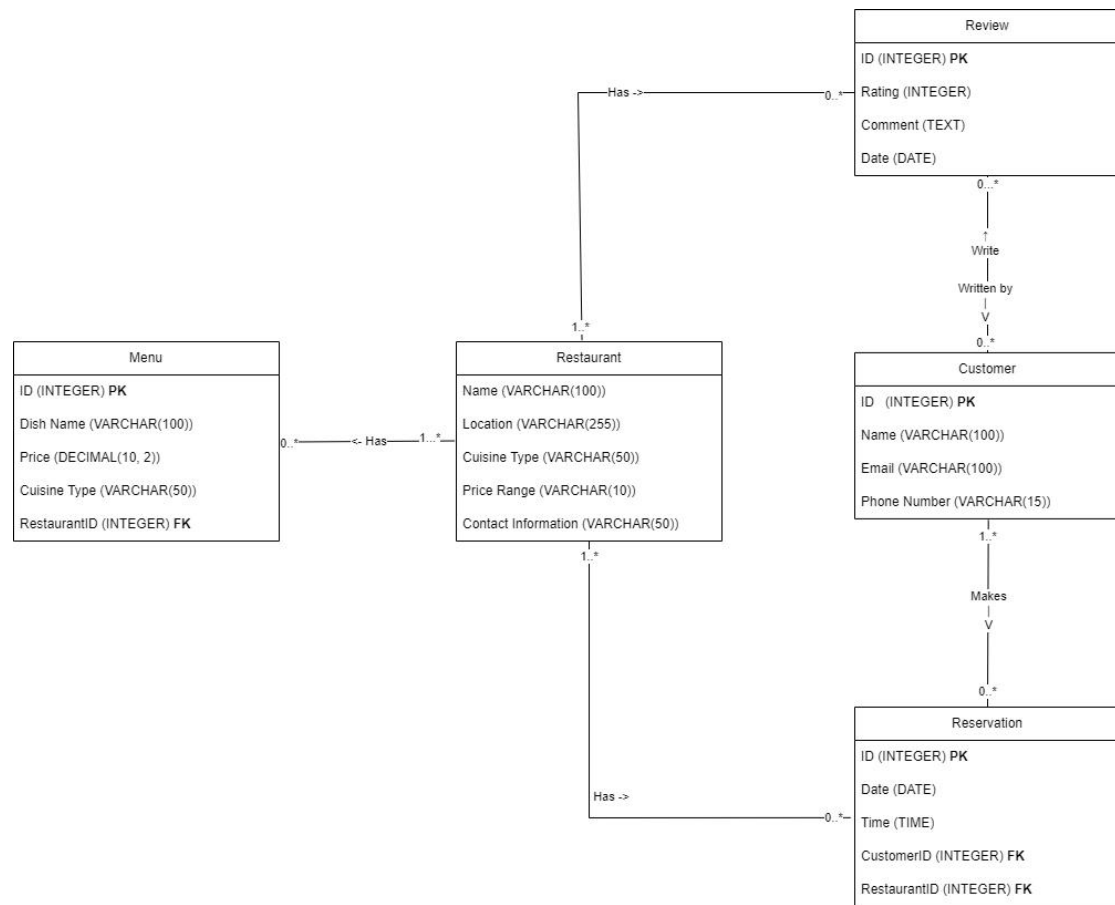 Review
ID (INTEGER) PK
Rating (INTEGER)
Comment (TEXT)
Date (DATE)
Has ->
0..*
1..*
0...*
↑
Write
Written by
|
V
0..*
Menu
ID (INTEGER) PK
Dish Name (VARCHAR(100))
Price (DECIMAL(10, 2))
Cuisine Type (VARCHAR(50))
RestaurantID (INTEGER) FK
0..*
<- Has
1...*
Restaurant
Name (VARCHAR(100))
Location (VARCHAR(255))
Cuisine Type (VARCHAR(50))
Price Range (VARCHAR(10))
Contact Information (VARCHAR(50))
Customer
ID (INTEGER) PK
Name (VARCHAR(100))
Email (VARCHAR(100))
Phone Number (VARCHAR(15))
1..*
Makes
|
V
0..*
1..*
Has ->
0..*
Reservation
ID (INTEGER) PK
Date (DATE)
Time (TIME)
CustomerID (INTEGER) FK
RestaurantID (INTEGER) FK